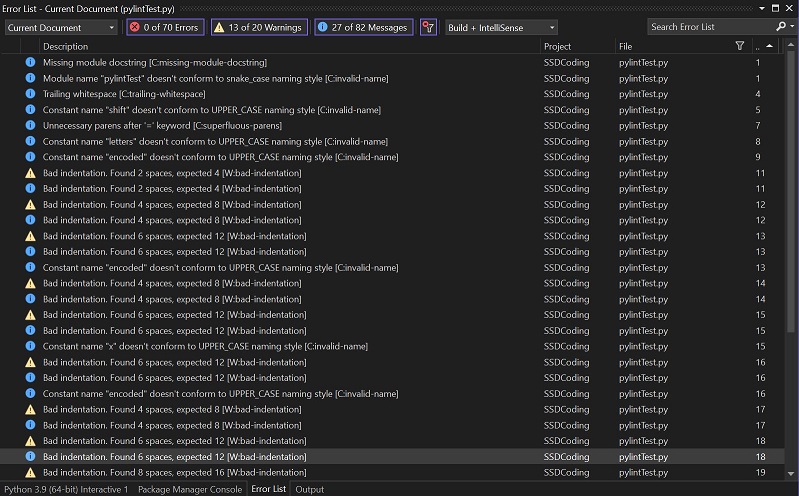 Error List - Current Document (pylintTest.py)
Current Document 0 of 70 Errors 13 of 20 Warnings 27 of 82 Messages Build + IntelliSense Search Error List
Description Project File ..
Missing module docstring [C:missing-module-docstring] SSDCoding pylintTest.py 1
Module name "pylintTest" doesn't conform to snake_case naming style [C:invalid-name] SSDCoding pylintTest.py 1
Trailing whitespace [C:trailing-whitespace] SSDCoding pylintTest.py 4
Constant name "shift" doesn't conform to UPPER_CASE naming style [C:invalid-name] SSDCoding pylintTest.py 5
Unnecessary parens after '=' keyword [C:superfluous-parens] SSDCoding pylintTest.py 7
Constant name "letters" doesn't conform to UPPER_CASE naming style [C:invalid-name] SSDCoding pylintTest.py 8
Constant name "encoded" doesn't conform to UPPER_CASE naming style [C:invalid-name] SSDCoding pylintTest.py 9
Bad indentation. Found 2 spaces, expected 4 [W:bad-indentation] SSDCoding pylintTest.py 11
Bad indentation. Found 2 spaces, expected 4 [W:bad-indentation] SSDCoding pylintTest.py 11
Bad indentation. Found 4 spaces, expected 8 [W:bad-indentation] SSDCoding pylintTest.py 12
Bad indentation. Found 4 spaces, expected 8 [W:bad-indentation] SSDCoding pylintTest.py 12
Bad indentation. Found 6 spaces, expected 12 [W:bad-indentation] SSDCoding pylintTest.py 13
Bad indentation. Found 6 spaces, expected 12 [W:bad-indentation] SSDCoding pylintTest.py 13
Constant name "encoded" doesn't conform to UPPER_CASE naming style [C:invalid-name] SSDCoding pylintTest.py 13
Bad indentation. Found 4 spaces, expected 8 [W:bad-indentation] SSDCoding pylintTest.py 14
Bad indentation. Found 4 spaces, expected 8 [W:bad-indentation] SSDCoding pylintTest.py 14
Bad indentation. Found 6 spaces, expected 12 [W:bad-indentation] SSDCoding pylintTest.py 15
Bad indentation. Found 6 spaces, expected 12 [W:bad-indentation] SSDCoding pylintTest.py 15
Constant name "x" doesn't conform to UPPER_CASE naming style [C:invalid-name] SSDCoding pylintTest.py 15
Bad indentation. Found 6 spaces, expected 12 [W:bad-indentation] SSDCoding pylintTest.py 16
Bad indentation. Found 6 spaces, expected 12 [W:bad-indentation] SSDCoding pylintTest.py 16
Constant name "encoded" doesn't conform to UPPER_CASE naming style [C:invalid-name] SSDCoding pylintTest.py 16
Bad indentation. Found 4 spaces, expected 8 [W:bad-indentation] SSDCoding pylintTest.py 17
Bad indentation. Found 4 spaces, expected 8 [W:bad-indentation] SSDCoding pylintTest.py 17
Bad indentation. Found 6 spaces, expected 12 [W:bad-indentation] SSDCoding pylintTest.py 18
Bad indentation. Found 6 spaces, expected 12 [W:bad-indentation] SSDCoding pylintTest.py 18
Bad indentation. Found 8 spaces, expected 16 [W:bad-indentation] SSDCoding pylintTest.py 19
Python 3.9 (64-bit) Interactive 1 Package Manager Console Error List Output